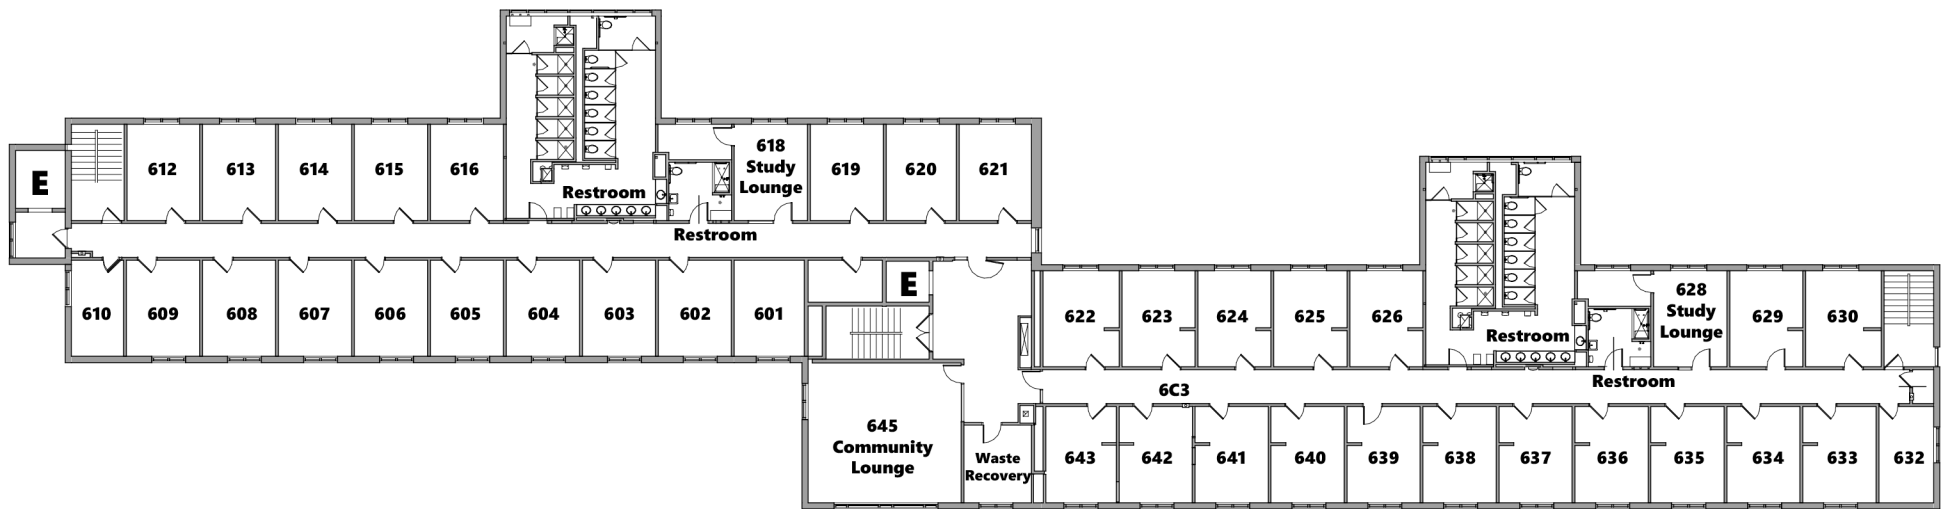 E
612
613
614
615
616
Restroom
618
Study
Lounge
619
620
621
Restroom
610
609
608
607
606
605
604
603
602
601
E
622
623
624
625
626
Restroom
628
Study
Lounge
629
630
6C3
Restroom
645
Community
Lounge
Waste
Recovery
643
642
641
640
639
638
637
636
635
634
633
632